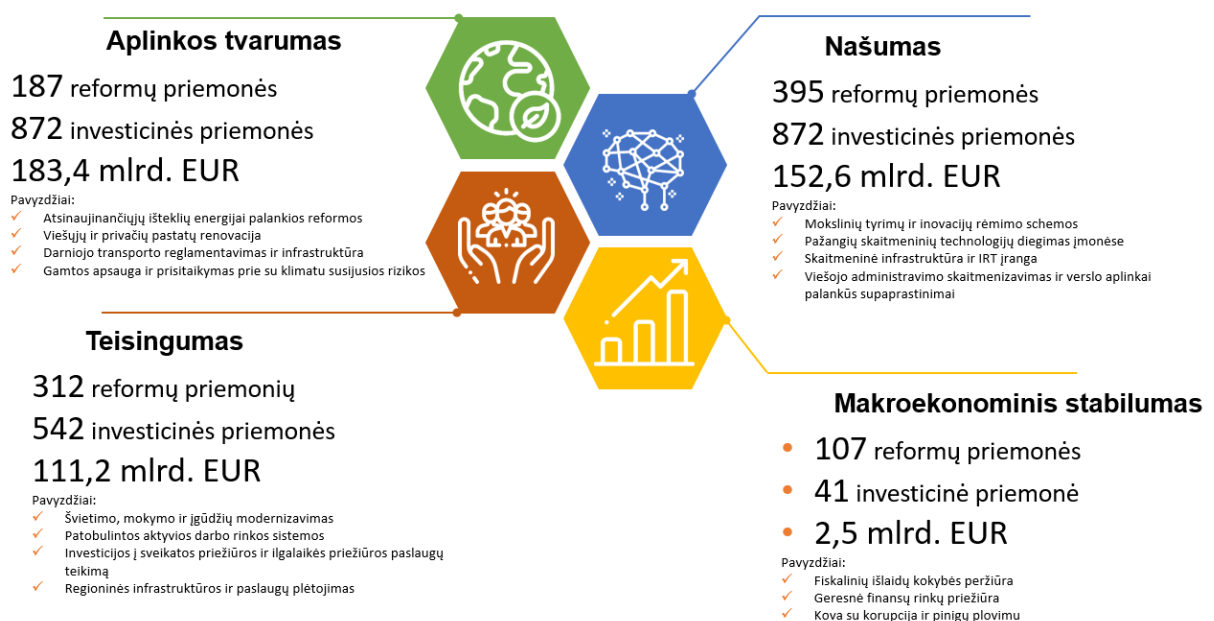 Aplinkos tvarumas
187 reformų priemonės
872 investicinės priemonės
183,4 mlrd. EUR
Pavyzdžiai:
Atsinaujinančiųjų išteklių energijai palankios reformos
Viešųjų ir privačių pastatų renovacija
Darniojo transporto reglamentavimas ir infrastruktūra
Gamtos apsauga ir prisitaikymas prie su klimatu susijusios rizikos
Našumas
395 reformų priemonės
872 investicinės priemonės
152,6 mlrd. EUR
Pavyzdžiai:
Mokslinių tyrimų ir inovacijų rėmimo schemos
Pažangių skaitmeninių technologijų diegimas įmonėse
Skaitmeninė infrastruktūra ir IRT įranga
Viešojo administravimo skaitmenizavimas ir verslo aplinkai
palankūs supaprastinimai
Teisingumas
312 reformų priemonių
542 investicinės priemonės
111,2 mlrd. EUR
Pavyzdžiai:
Švietimo, mokymo ir įgūdžių modernizavimas
Patobulintos aktyvios darbo rinkos sistemos
Investicijos į sveikatos priežiūros ir ilgalaikės priežiūros paslaugų
teikimą
Regioninės infrastruktūros ir paslaugų plėtojimas
Makroekonominis stabilumas
107 reformų priemonės
41 investicinė priemonė
2,5 mlrd. EUR
Pavyzdžiai:
Fiskalinių išlaidų kokybės peržiūra
Geresnė finansų rinkų priežiūra
Kova su korupcija ir pinigų plovimu